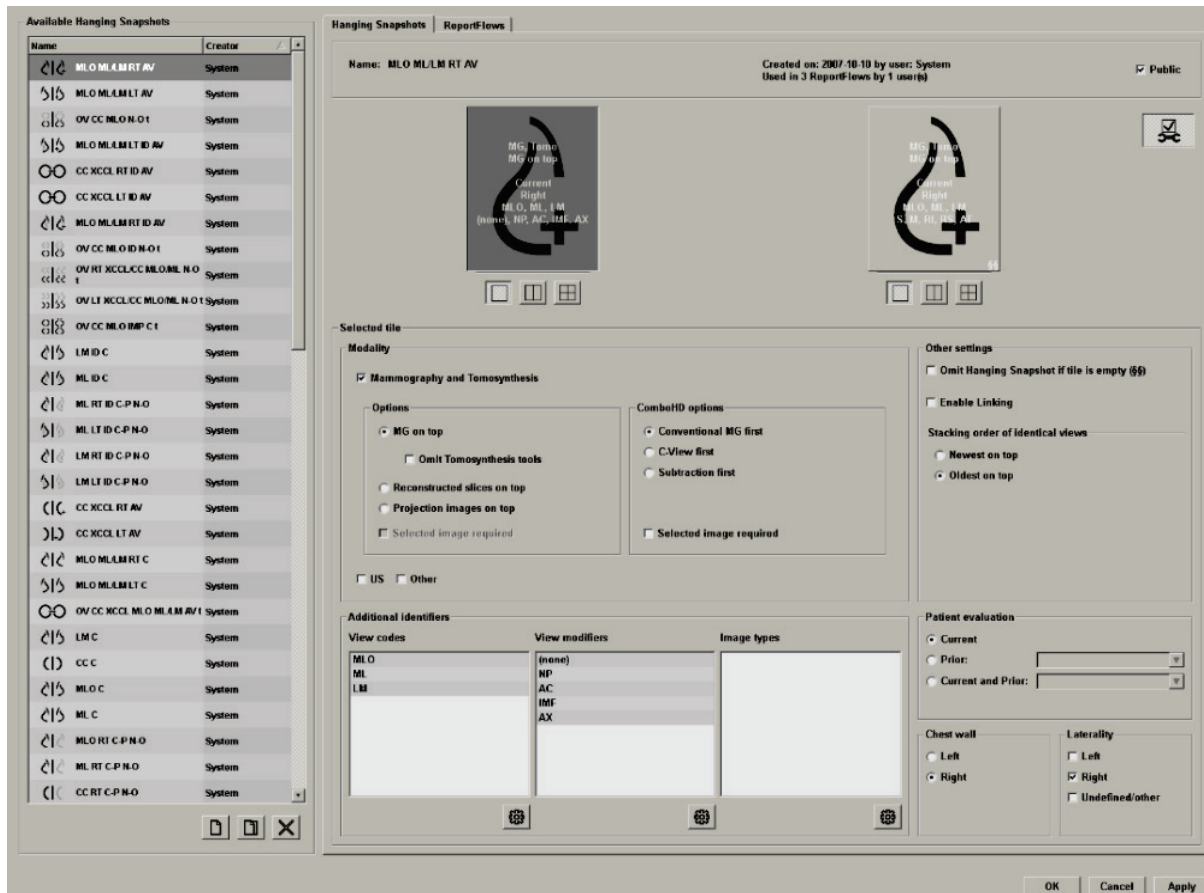 Available Hanging Snapshots
Name Creator
MLO ML/LM RT AV System
MLO ML/LM LT AV System
OV CC MLO N-O t System
MLO ML/LM LT ID AV System
CC XCCL RT ID AV System
CC XCCL LT ID AV System
MLO ML/LM RT ID AV System
OV CC MLO ID N-O t System
OV RT XCCL/CC MLO/ML N-O t System
OV LT XCCL/CC MLO/ML N-O t System
OV CC MLO IMP C t System
LM ID C System
ML ID C System
ML RT ID C-P N-O System
ML LT ID C-P N-O System
LM RT ID C-P N-O System
LM LT ID C-P N-O System
CC XCCL RT AV System
CC XCCL LT AV System
MLO ML/LM RT C System
MLO ML/LM LT C System
OV CC XCCL MLO ML/LM AV t System
LM C System
CC C System
MLO C System
ML C System
MLO RT C-P N-O System
ML RT C-P N-O System
CC RT C-P N-O System
Hanging Snapshots ReportFlows
Name: MLO ML/LM RT AV
Created on: 2007-10-10 by user: System
Used in 3 ReportFlows by 1 user(s)
Public
MG, Tomo
MG on top
Current
Right
MLO, ML, LM
(none), NP, AC, IMF, AX
MG, Tomo
MG on top
Current
Right
MLO, ML, LM
S, M, RI, RS, AT
§§
Selected tile
Modality
Mammography and Tomosynthesis
Options
MG on top
Omit Tomosynthesis tools
Reconstructed slices on top
Projection images on top
Selected image required
ComboHD options
Conventional MG first
C-View first
Subtraction first
Selected image required
US Other
Other settings
Omit Hanging Snapshot if tile is empty (§§)
Enable Linking
Stacking order of identical views
Newest on top
Oldest on top
Additional identifiers
View codes View modifiers Image types
MLO (none)
ML NP
LM AC
IMF
AX
Patient evaluation
Current
Prior:
Current and Prior:
Chest wall
Left
Right
Laterality
Left
Right
Undefined/other
OK Cancel Apply